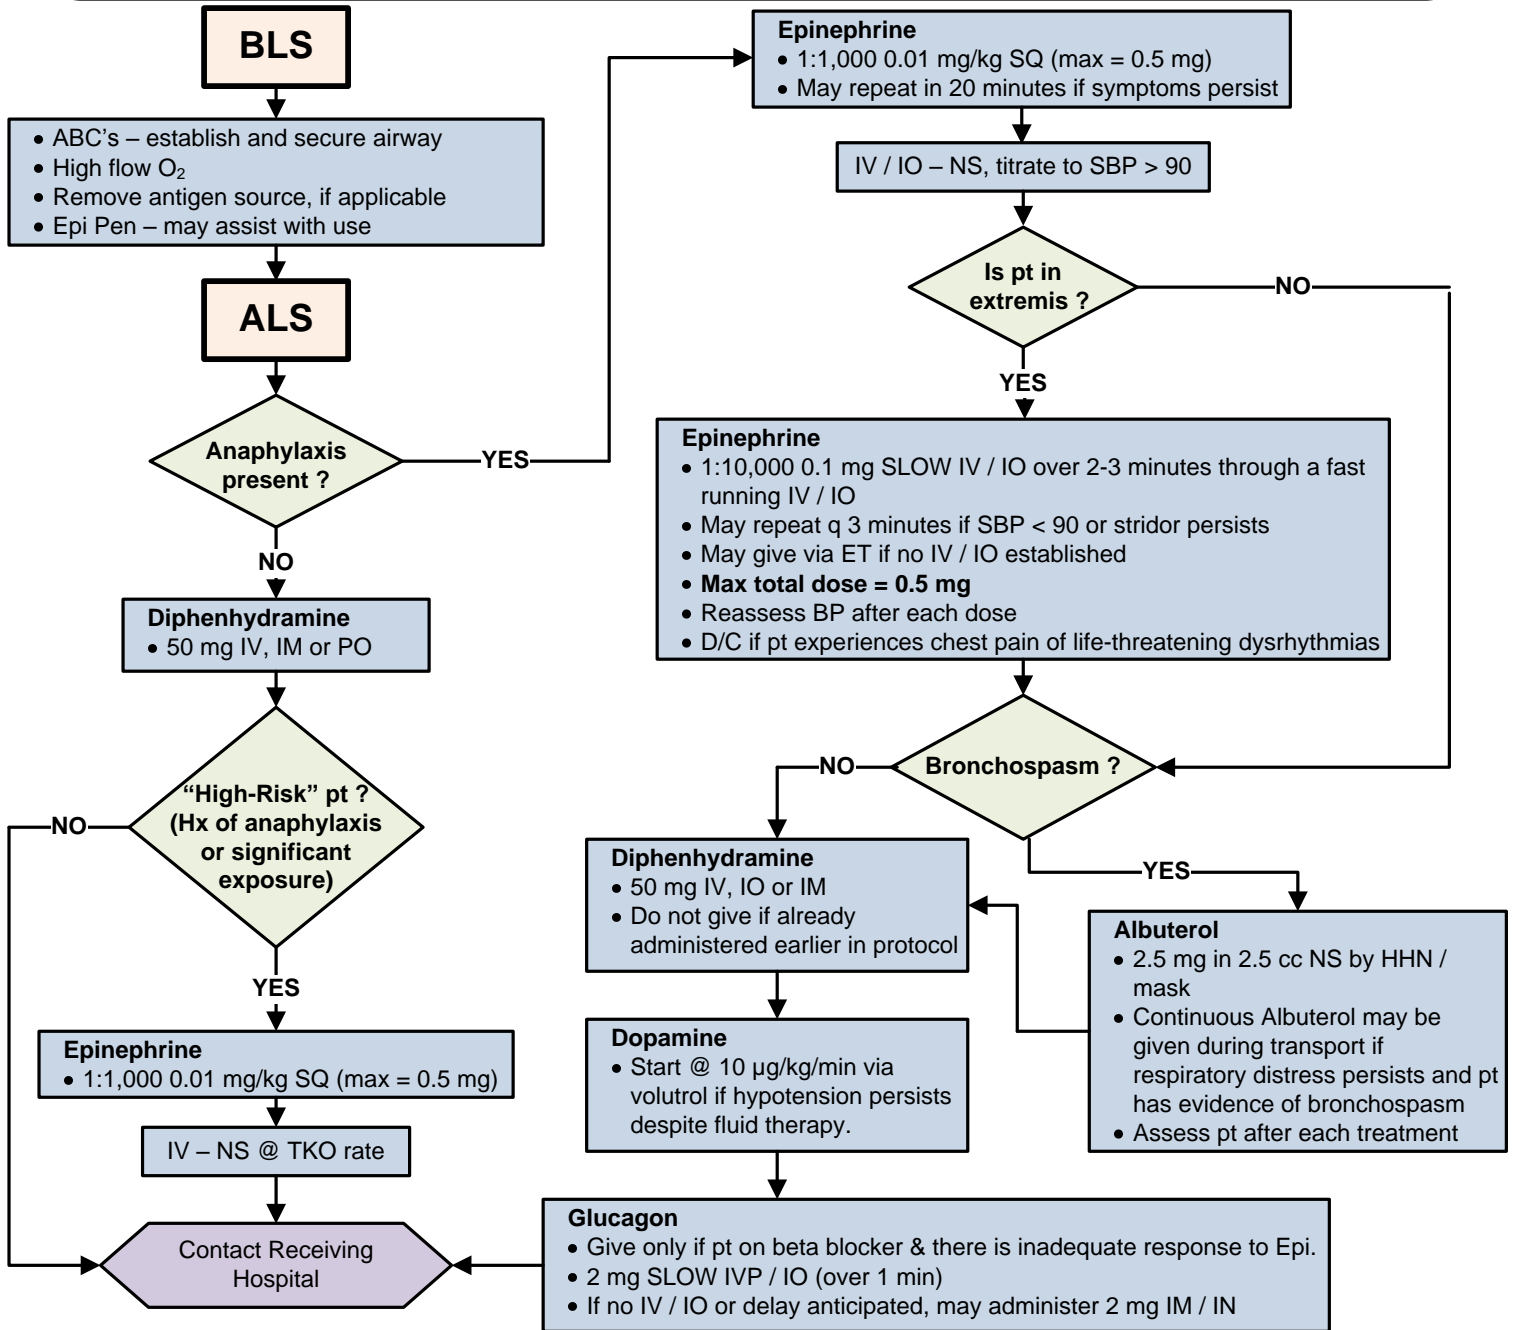 BLS
• ABC's – establish and secure airway
• High flow O₂
• Remove antigen source, if applicable
• Epi Pen – may assist with use
ALS
Anaphylaxis
present ?
YES
NO
Diphenhydramine
• 50 mg IV, IM or PO
“High-Risk” pt ?
(Hx of anaphylaxis
or significant
exposure)
NO
YES
Epinephrine
• 1:1,000 0.01 mg/kg SQ (max = 0.5 mg)
IV – NS @ TKO rate
Contact Receiving
Hospital
Epinephrine
• 1:1,000 0.01 mg/kg SQ (max = 0.5 mg)
• May repeat in 20 minutes if symptoms persist
IV / IO – NS, titrate to SBP > 90
Is pt in
extremis ?
NO
YES
Epinephrine
• 1:10,000 0.1 mg SLOW IV / IO over 2-3 minutes through a fast
running IV / IO
• May repeat q 3 minutes if SBP < 90 or stridor persists
• May give via ET if no IV / IO established
• Max total dose = 0.5 mg
• Reassess BP after each dose
• D/C if pt experiences chest pain of life-threatening dysrhythmias
Bronchospasm ?
NO
YES
Diphenhydramine
• 50 mg IV, IO or IM
• Do not give if already
administered earlier in protocol
Albuterol
• 2.5 mg in 2.5 cc NS by HHN /
mask
• Continuous Albuterol may be
given during transport if
respiratory distress persists and pt
has evidence of bronchospasm
• Assess pt after each treatment
Dopamine
• Start @ 10 µg/kg/min via
volutrol if hypotension persists
despite fluid therapy.
Glucagon
• Give only if pt on beta blocker & there is inadequate response to Epi.
• 2 mg SLOW IVP / IO (over 1 min)
• If no IV / IO or delay anticipated, may administer 2 mg IM / IN